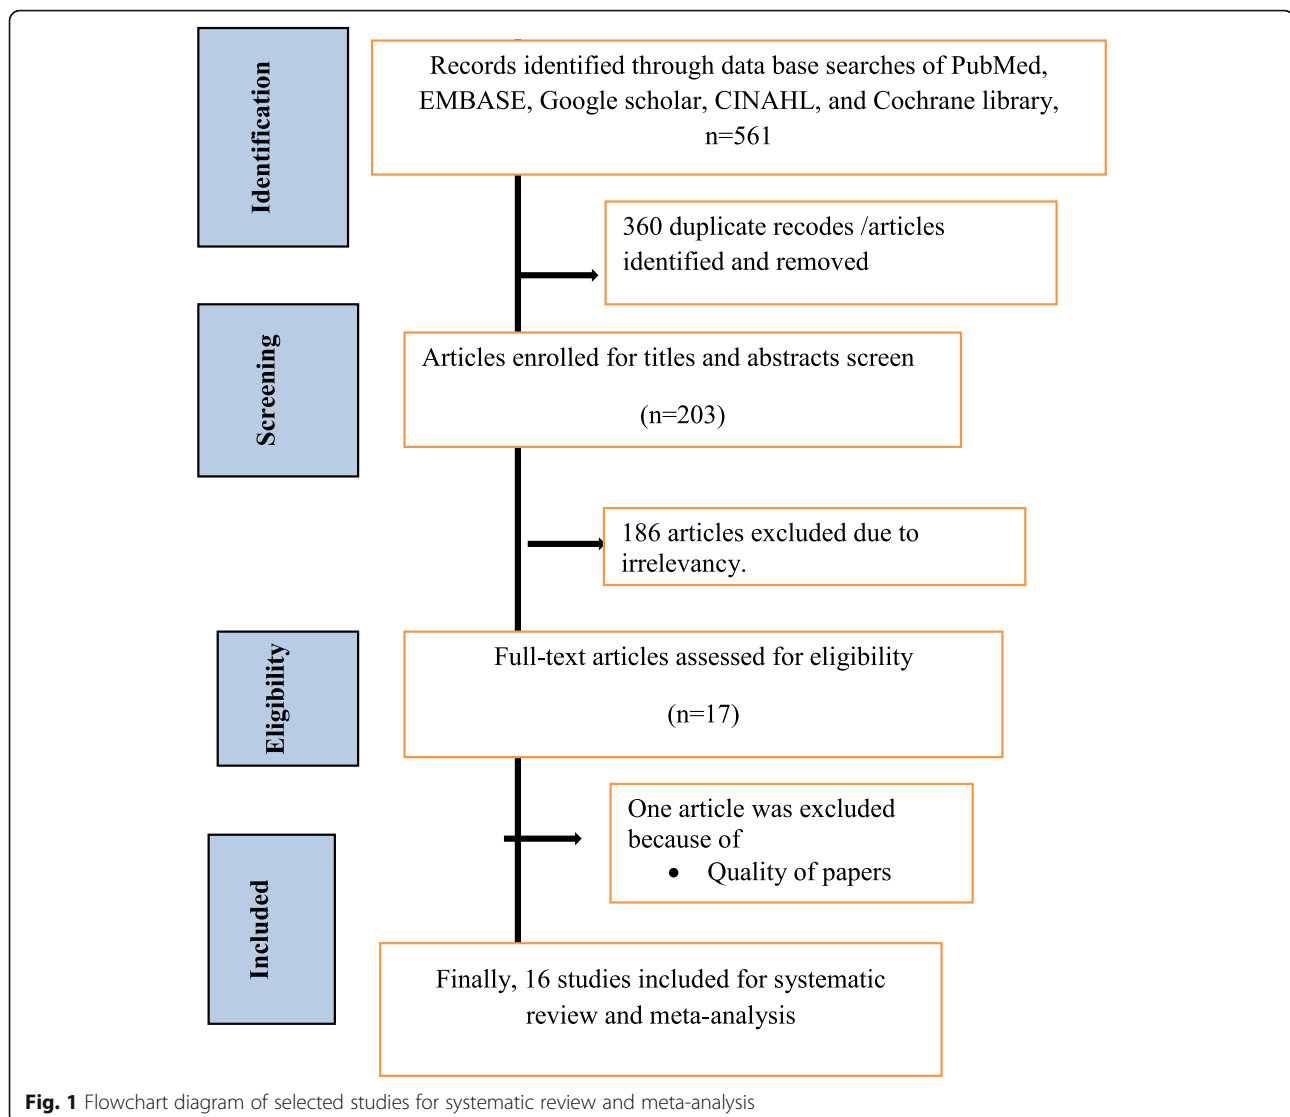 Identification
Records identified through data base searches of PubMed,
EMBASE, Google scholar, CINAHL, and Cochrane library,
n=561
360 duplicate recodes /articles
identified and removed
Screening
Articles enrolled for titles and abstracts screen
(n=203)
186 articles excluded due to
irrelevancy.
Eligibility
Full-text articles assessed for eligibility
(n=17)
One article was excluded
because of
• Quality of papers
Included
Finally, 16 studies included for systematic
review and meta-analysis
Fig. 1 Flowchart diagram of selected studies for systematic review and meta-analysis